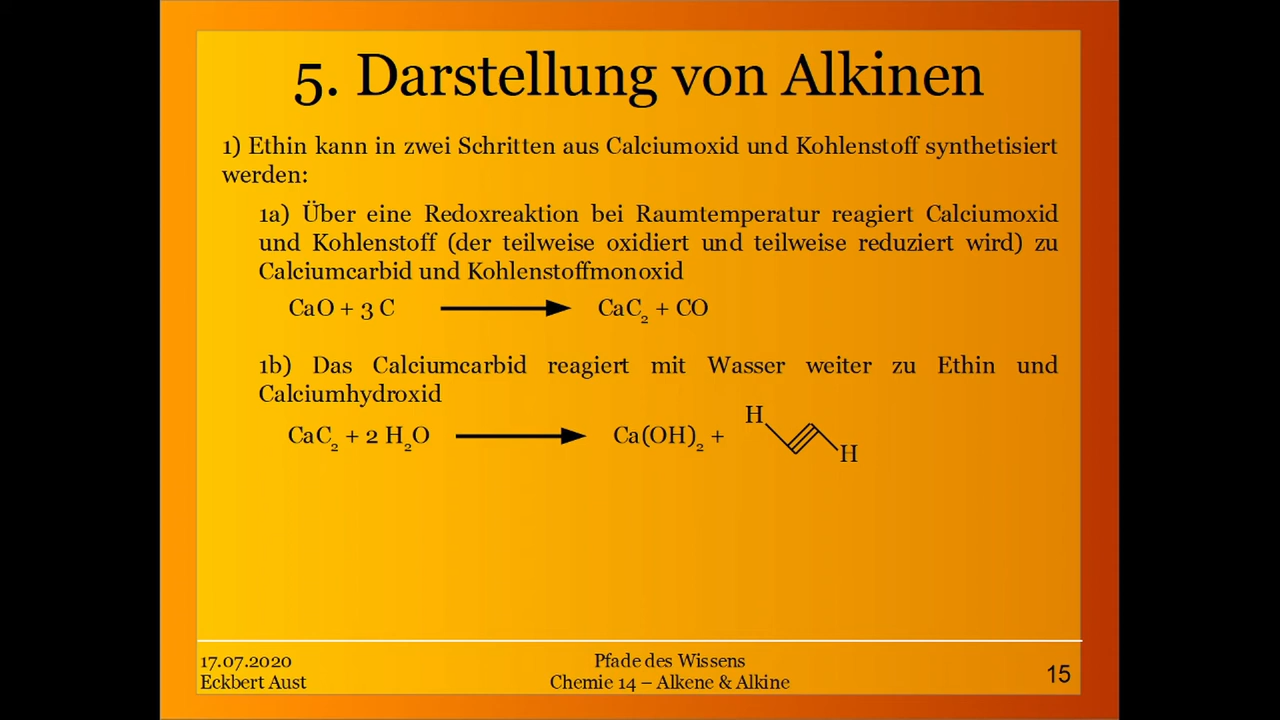 5. Darstellung von Alkinen
1) Ethin kann in zwei Schritten aus Calciumoxid und Kohlenstoff synthetisiert
werden:
1a) Über eine Redoxreaktion bei Raumtemperatur reagiert Calciumoxid
und Kohlenstoff (der teilweise oxidiert und teilweise reduziert wird) zu
Calciumcarbid und Kohlenstoffmonoxid
CaO + 3 C ⟶ CaC₂ + CO
1b) Das Calciumcarbid reagiert mit Wasser weiter zu Ethin und
Calciumhydroxid
H
CaC₂ + 2 H₂O ⟶ Ca(OH)₂ +
H
17.07.2020
Eckbert Aust
Pfade des Wissens
Chemie 14 – Alkene & Alkine
15